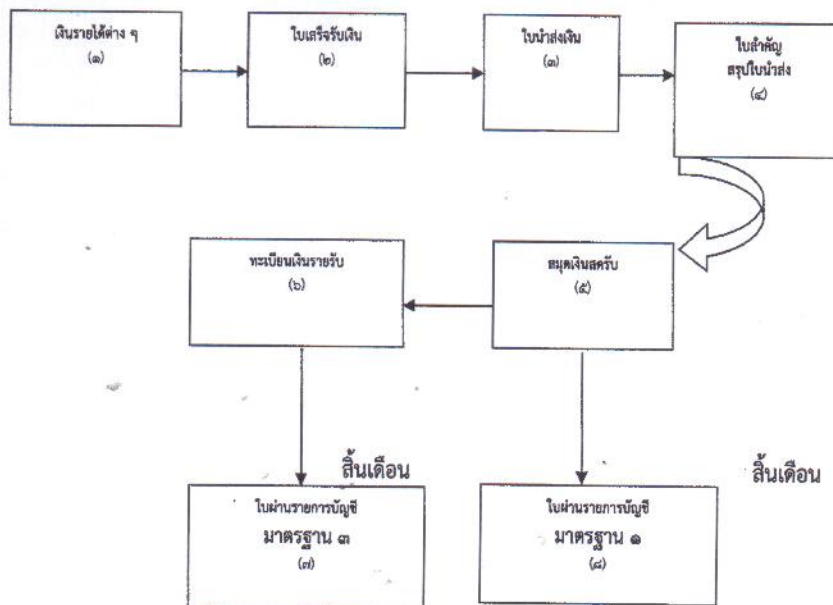 เงินรายได้ต่าง ๆ
(๑)
ใบเสร็จรับเงิน
(๒)
ใบนำส่งเงิน
(๓)
ใบสำคัญ
สรุปใบนำส่ง
(๔)
ทะเบียนเงินรายรับ
(๖)
สมุดเงินสดรับ
(๕)
สิ้นเดือน
สิ้นเดือน
ใบผ่านรายการบัญชี
มาตรฐาน ๓
(๗)
ใบผ่านรายการบัญชี
มาตรฐาน ๑
(๘)